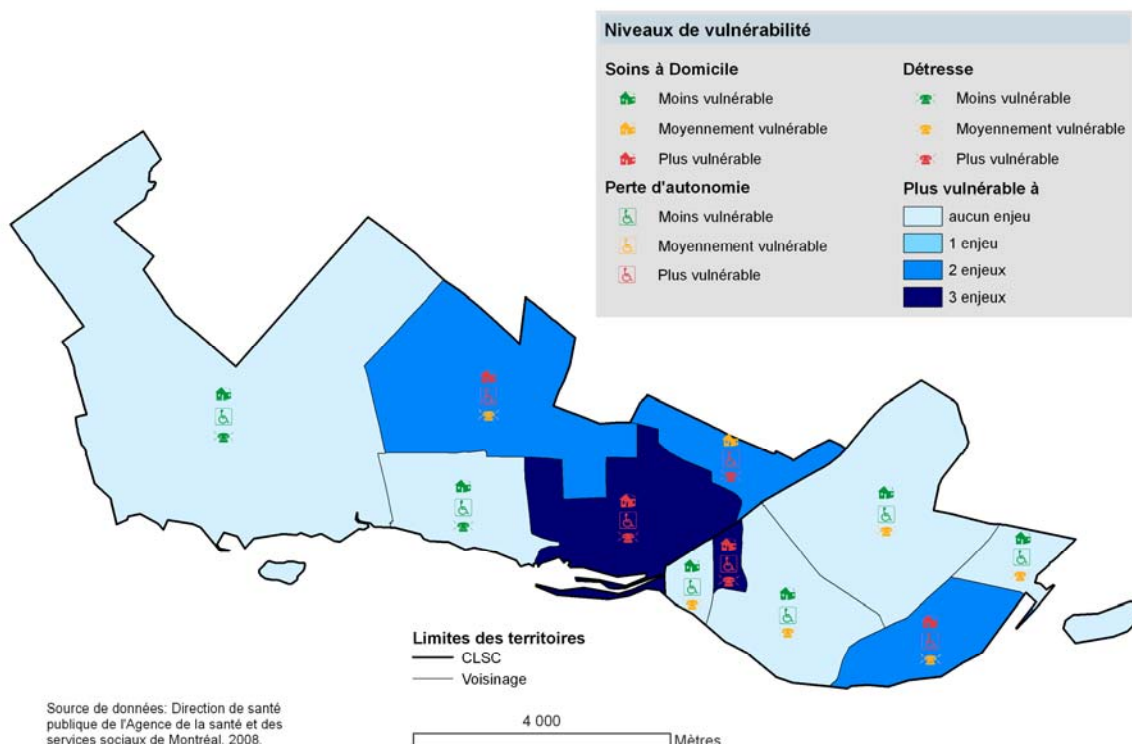 Niveaux de vulnérabilité
Soins à Domicile
Moins vulnérable
Moyennement vulnérable
Plus vulnérable
Perte d'autonomie
Moins vulnérable
Moyennement vulnérable
Plus vulnérable
Détresse
Moins vulnérable
Moyennement vulnérable
Plus vulnérable
Plus vulnérable à
aucun enjeu
1 enjeu
2 enjeux
3 enjeux
Limites des territoires
CLSC
Voisinage
Source de données: Direction de santé
publique de l'Agence de la santé et des
services sociaux de Montréal, 2008.
4 000
Mètres